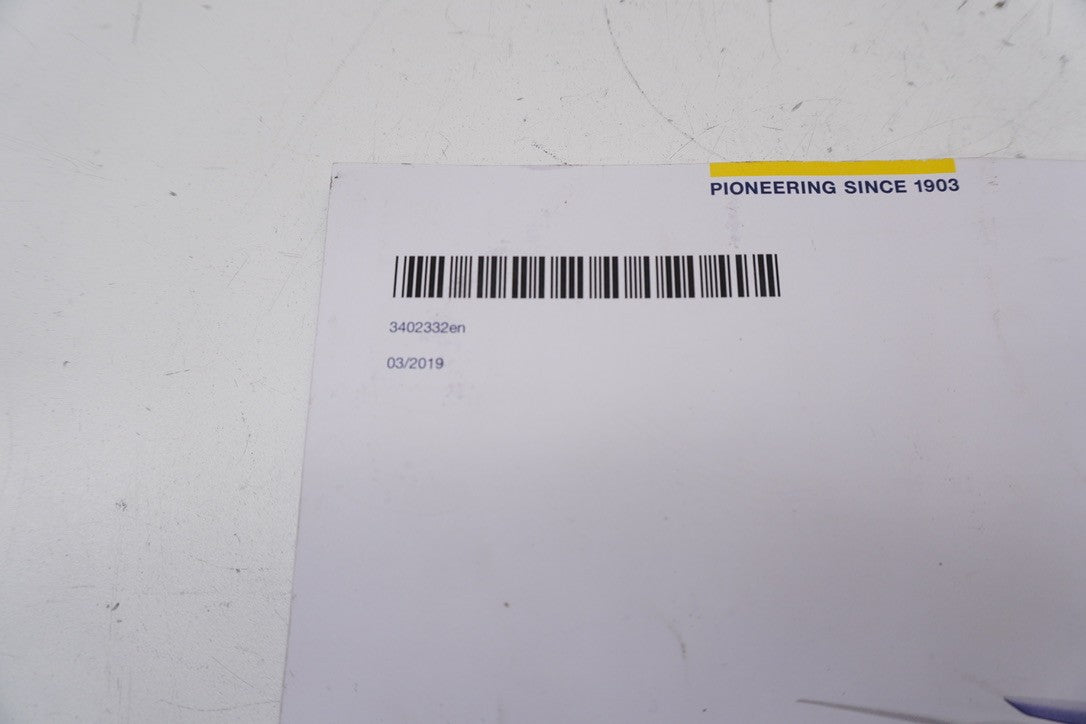 PIONEERING SINCE 1903
3402332en
03/2019